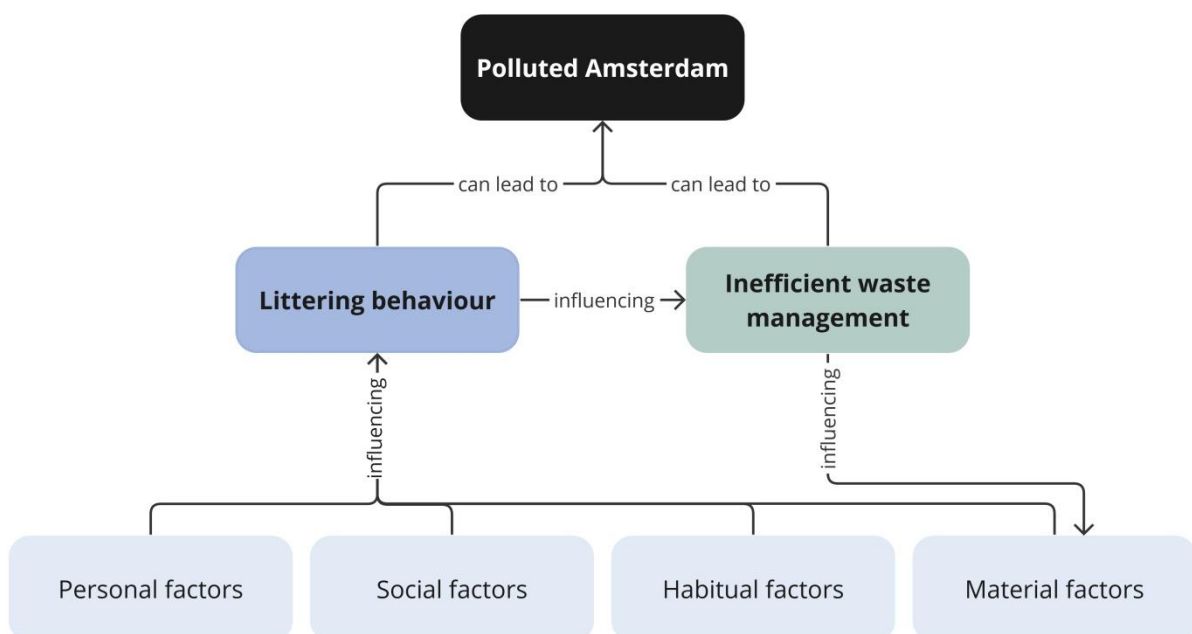 Polluted Amsterdam
can lead to
can lead to
Littering behaviour
influencing
Inefficient waste
management
influencing
influencing
Personal factors
Social factors
Habitual factors
Material factors